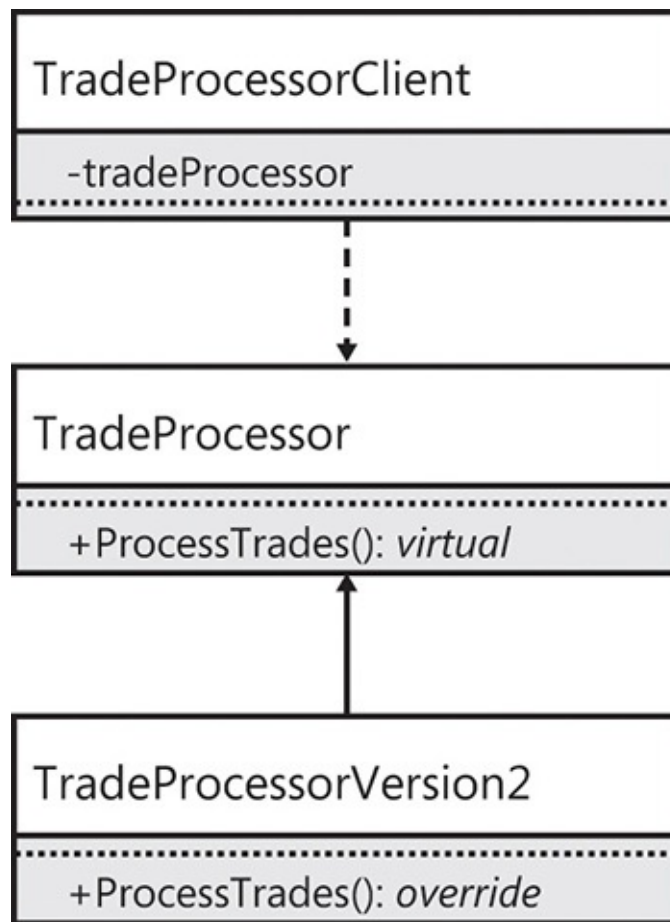 TradeProcessorClient
-tradeProcessor
TradeProcessor
+ProcessTrades(): virtual
TradeProcessorVersion2
+ProcessTrades(): override